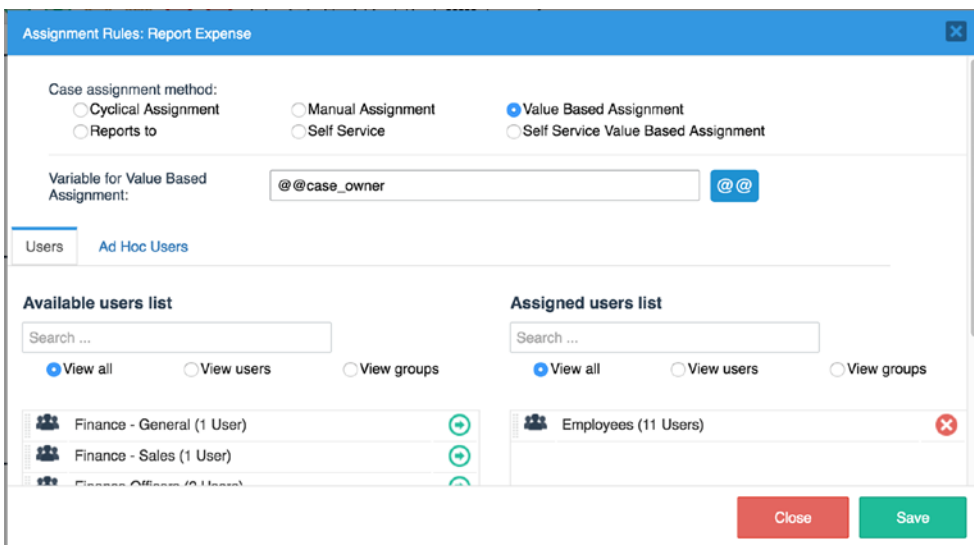 Assignment Rules: Report Expense
Case assignment method:
Cyclical Assignment Manual Assignment Value Based Assignment
Reports to Self Service Self Service Value Based Assignment
Variable for Value Based
Assignment:
@@case_owner @@
Users Ad Hoc Users
Available users list
Search ...
View all View users View groups
Finance - General (1 User)
Finance - Sales (1 User)
Assigned users list
Search ...
View all View users View groups
Employees (11 Users)
Close Save